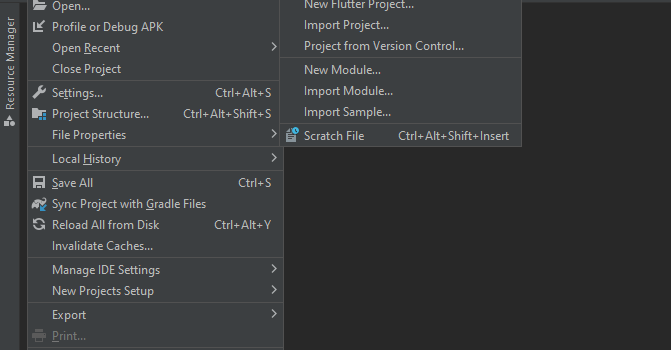 Resource Manager
Open...
Profile or Debug APK
Open Recent
Close Project
Settings... Ctrl+Alt+S
Project Structure... Ctrl+Alt+Shift+S
File Properties
Local History
Save All Ctrl+S
Sync Project with Gradle Files
Reload All from Disk Ctrl+Alt+Y
Invalidate Caches...
Manage IDE Settings
New Projects Setup
Export
Print...
New Flutter Project...
Import Project...
Project from Version Control...
New Module...
Import Module...
Import Sample...
Scratch File Ctrl+Alt+Shift+Insert